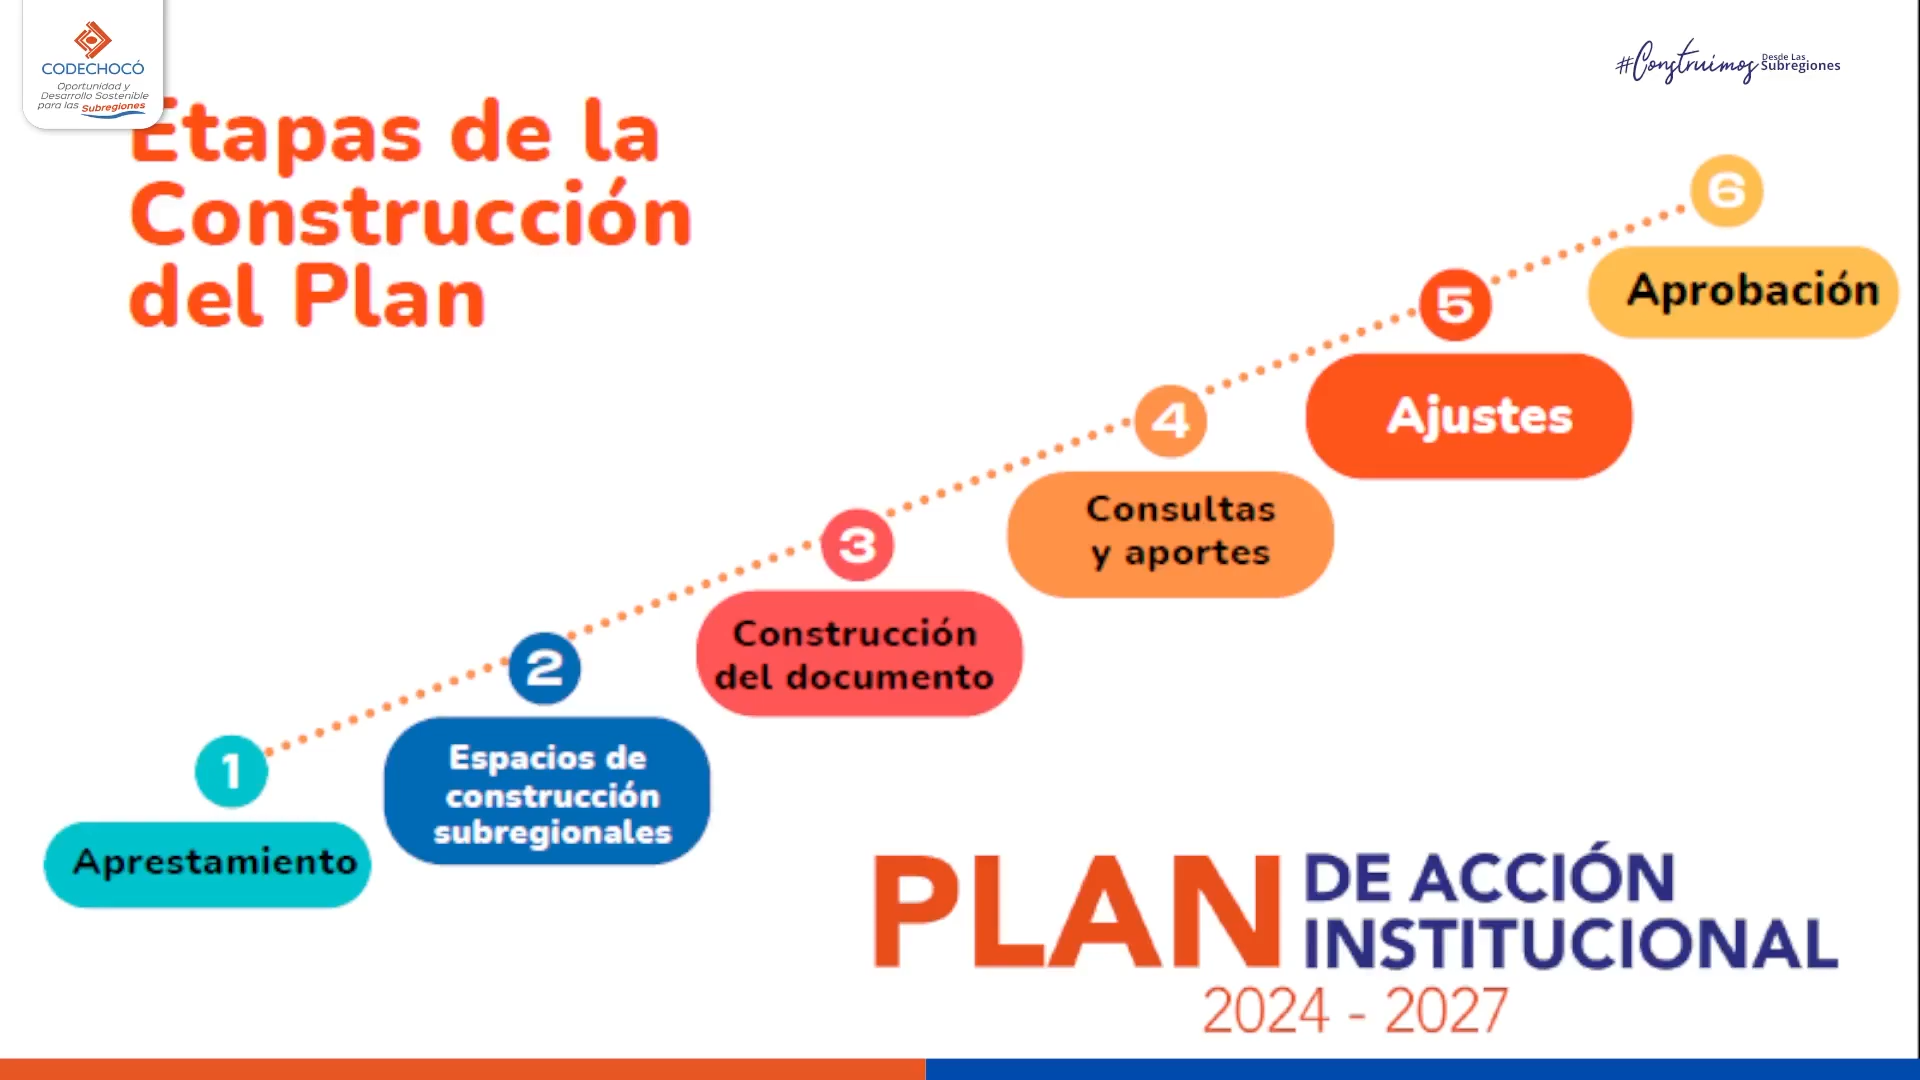 CODECHOCÓ
Oportunidad y
Desarrollo Sostenible
para las Subregiones
#Construimos Desde Las Subregiones
Etapas de la
Construcción
del Plan
1
Aprestamiento
2
Espacios de
construcción
subregionales
3
Construcción
del documento
4
Consultas
y aportes
5
Ajustes
6
Aprobación
PLAN DE ACCIÓN
INSTITUCIONAL
2024 - 2027